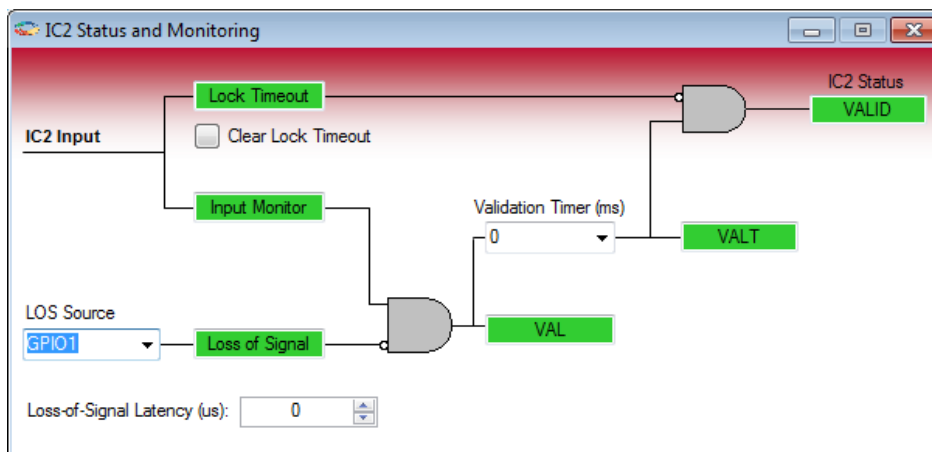 IC2 Status and Monitoring
IC2 Status
Lock Timeout
VALID
IC2 Input
Clear Lock Timeout
Input Monitor
Validation Timer (ms)
0
VALT
LOS Source
GPIO1
Loss of Signal
VAL
Loss-of-Signal Latency (us):
0